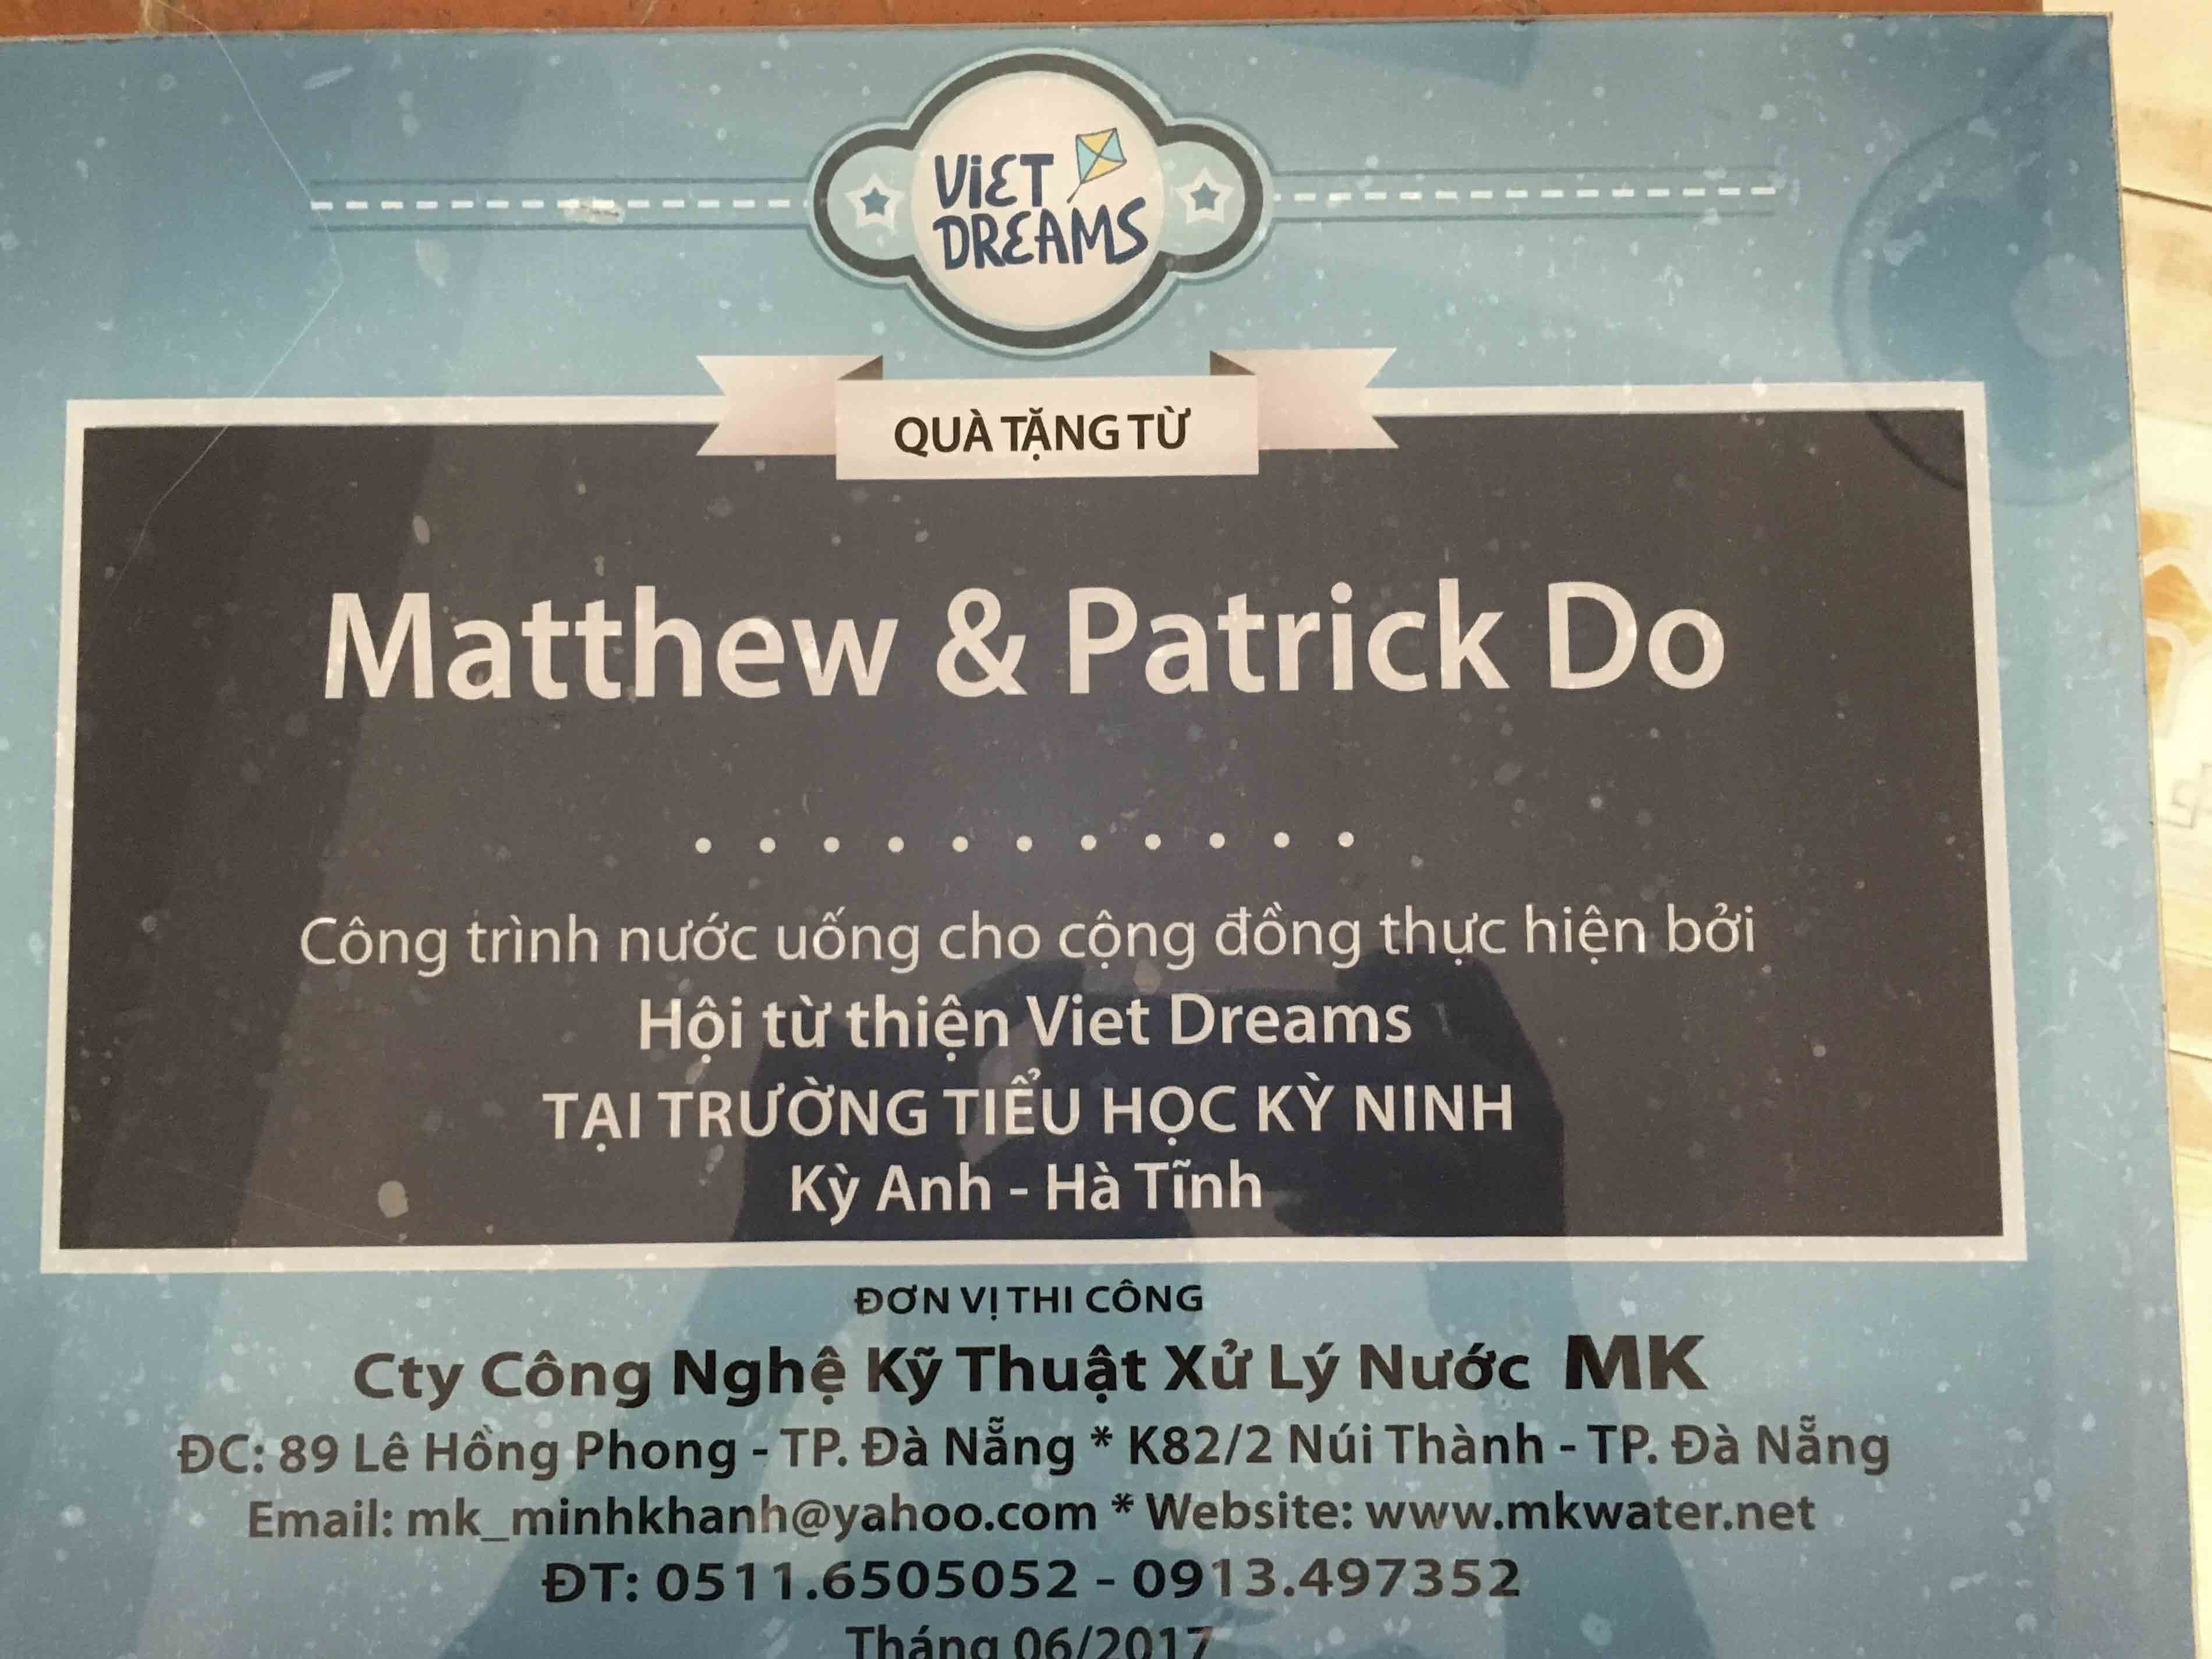 ViET
DREAMS
QUÀ TẶNG TỪ
Matthew & Patrick Do
Công trình nước uống cho cộng đồng thực hiện bởi
Hội từ thiện Viet Dreams
TẠI TRƯỜNG TIỂU HỌC KỲ NINH
Kỳ Anh - Hà Tĩnh
ĐƠN VỊ THI CÔNG
Cty Công Nghệ Kỹ Thuật Xử Lý Nước MK
ĐC: 89 Lê Hồng Phong - TP. Đà Nẵng * K82/2 Núi Thành - TP. Đà Nẵng
Email: mk_minhkhanh@yahoo.com * Website: www.mkwater.net
ĐT: 0511.6505052 - 0913.497352
Tháng 06/2017